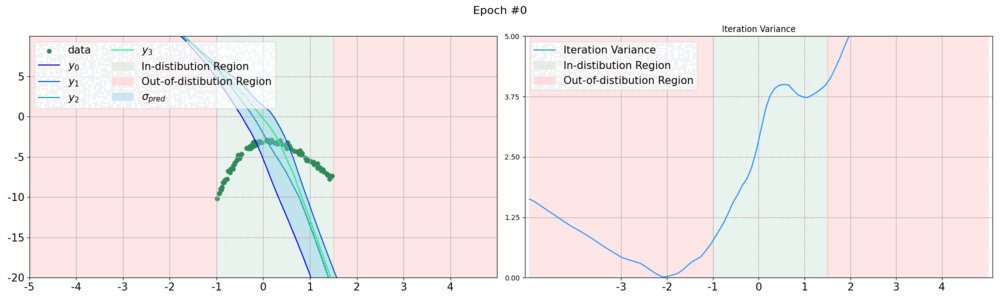 Epoch #0
data
y0
y1
y2
y3
In-distibution Region
Out-of-distibution Region
σpred
5
0
-5
-10
-15
-20
-5 -4 -3 -2 -1 0 1 2 3 4
Iteration Variance
Iteration Variance
In-distibution Region
Out-of-distibution Region
5.00
3.75
2.50
1.25
0.00
-3 -2 -1 0 1 2 3 4